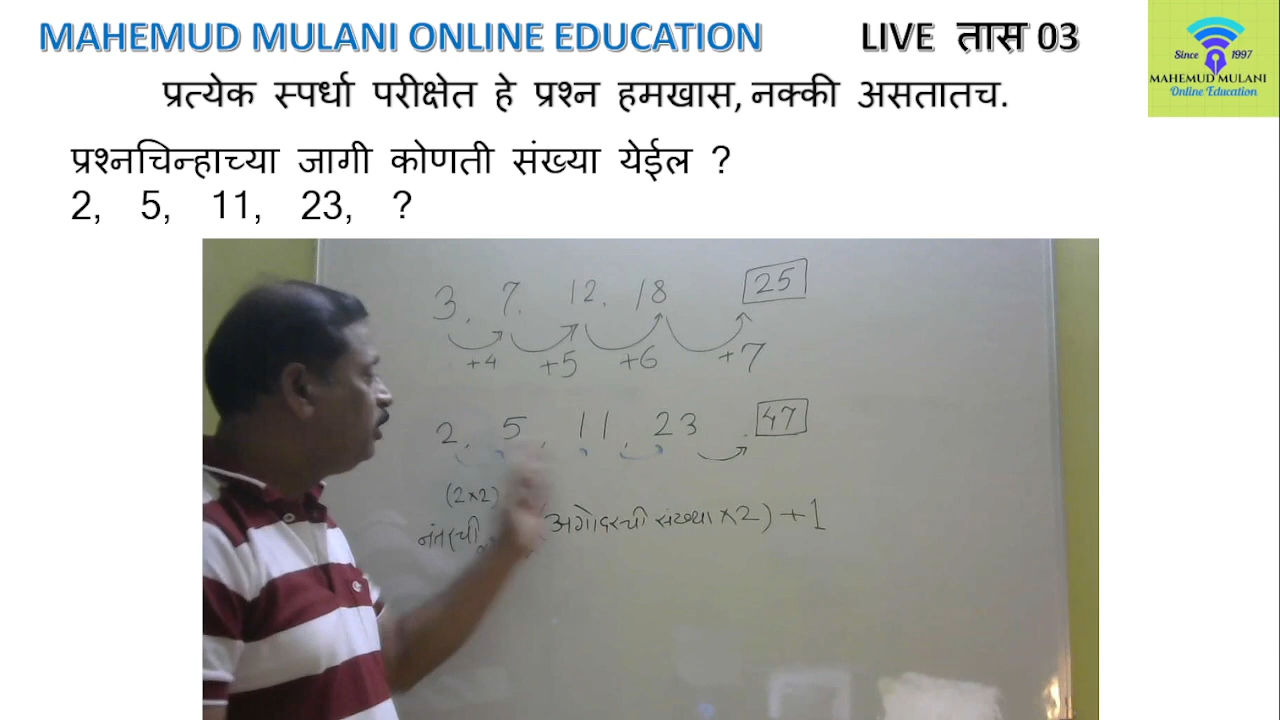 MAHEMUD MULANI ONLINE EDUCATION LIVE तास 03
Since 1997
MAHEMUD MULANI
Online Education
प्रत्येक स्पर्धा परीक्षेत हे प्रश्न हमखास, नक्की असतातच.
प्रश्नचिन्हाच्या जागी कोणती संख्या येईल ?
2, 5, 11, 23, ?
3, 7, 12, 18 25
+4 +5 +6 +7
2, 5, 11, 23, 47
(2×2)
नंतरची (अगोदरची संख्या × 2) + 1